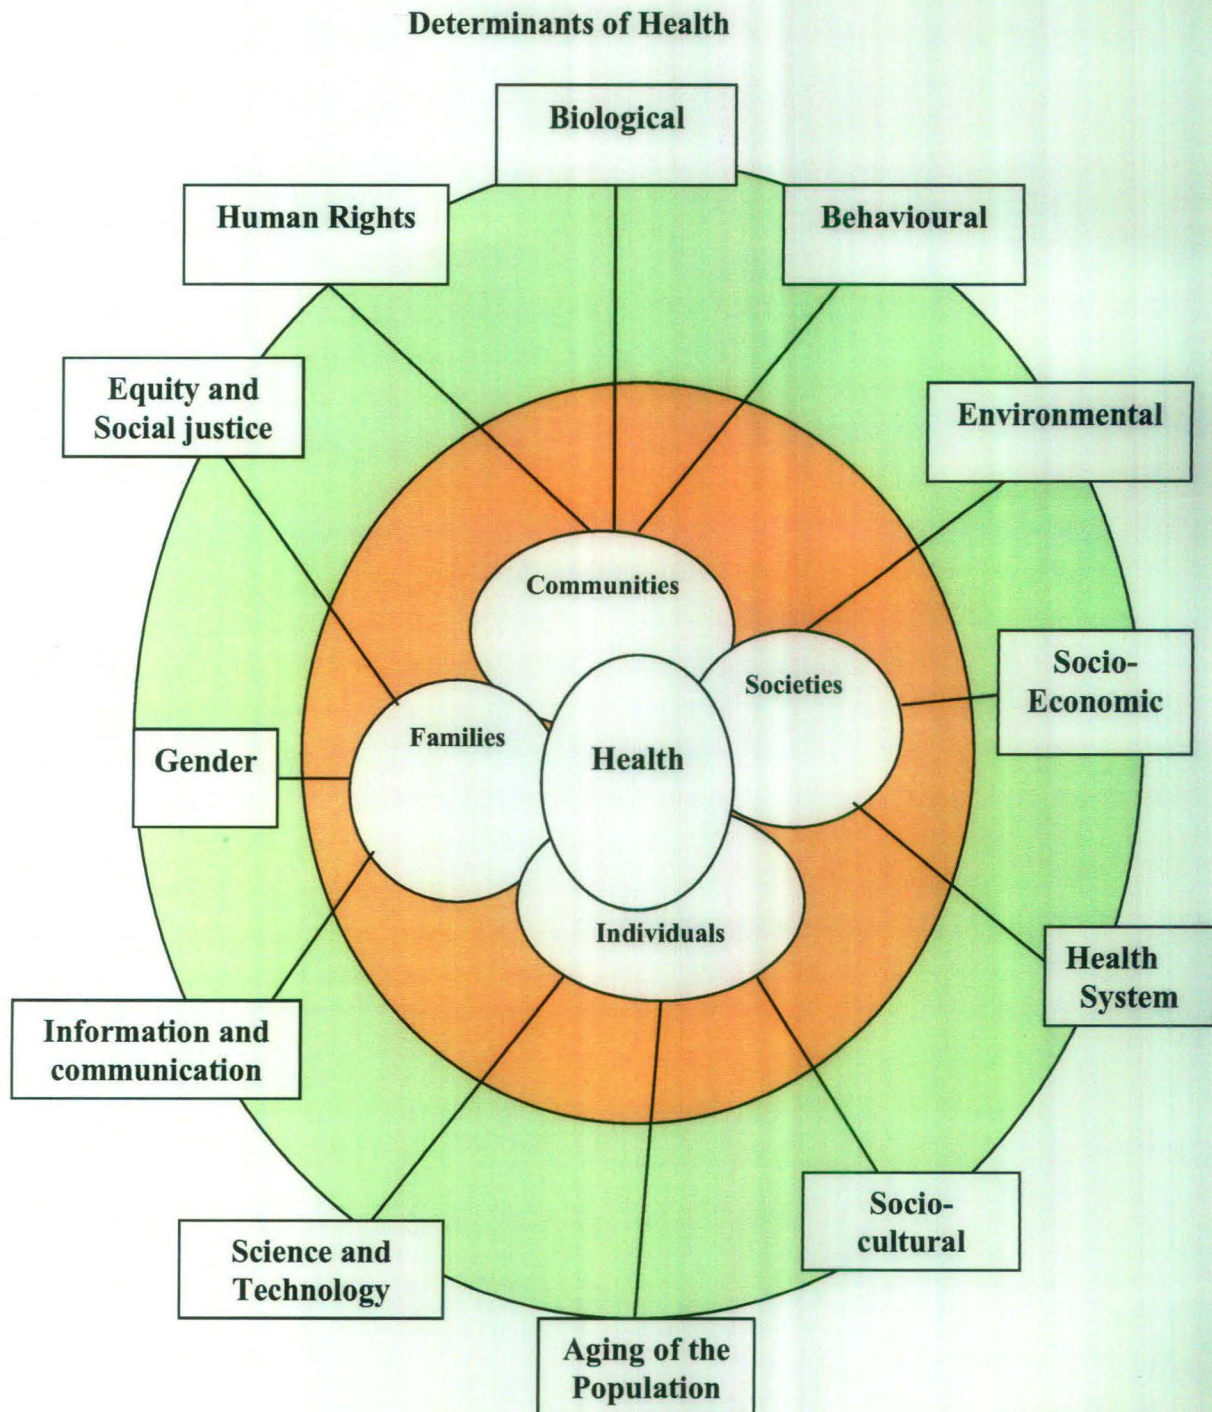 Determinants of Health
Biological
Human Rights
Behavioural
Equity and
Social justice
Environmental
Communities
Socio-
Economic
Societies
Families
Gender
Health
Individuals
Health
System
Information and
communication
Socio-
cultural
Science and
Technology
Aging of the
Population